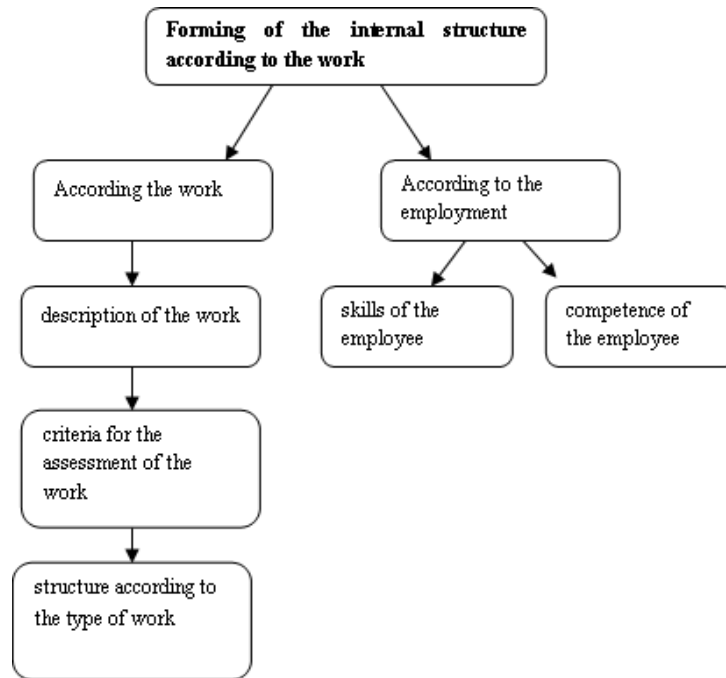 Forming of the internal structure
according to the work
According the work
According to the
employment
description of the work
skills of the
employee
competence of
the employee
criteria for the
assessment of the
work
structure according to
the type of work